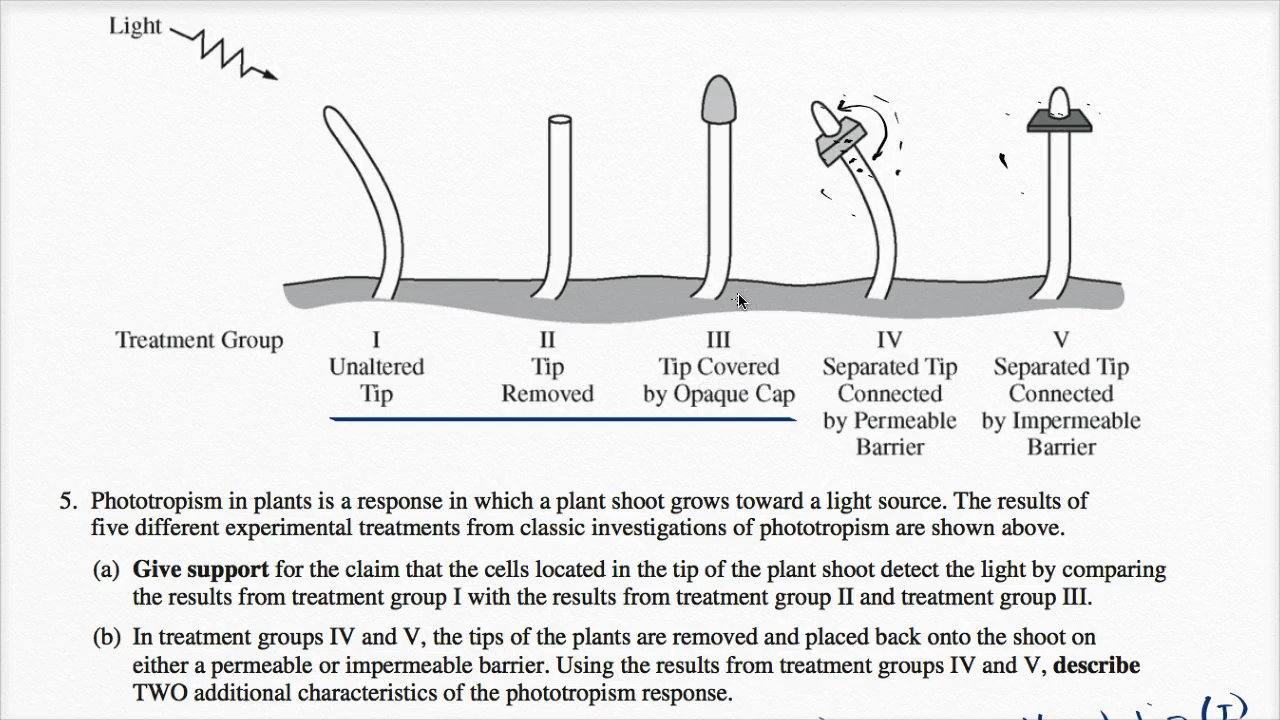 Light
Treatment Group
I
Unaltered
Tip
II
Tip
Removed
III
Tip Covered
by Opaque Cap
IV
Separated Tip
Connected
by Permeable
Barrier
V
Separated Tip
Connected
by Impermeable
Barrier
5. Phototropism in plants is a response in which a plant shoot grows toward a light source. The results of
five different experimental treatments from classic investigations of phototropism are shown above.
(a) Give support for the claim that the cells located in the tip of the plant shoot detect the light by comparing
the results from treatment group I with the results from treatment group II and treatment group III.
(b) In treatment groups IV and V, the tips of the plants are removed and placed back onto the shoot on
either a permeable or impermeable barrier. Using the results from treatment groups IV and V, describe
TWO additional characteristics of the phototropism response.
(I)